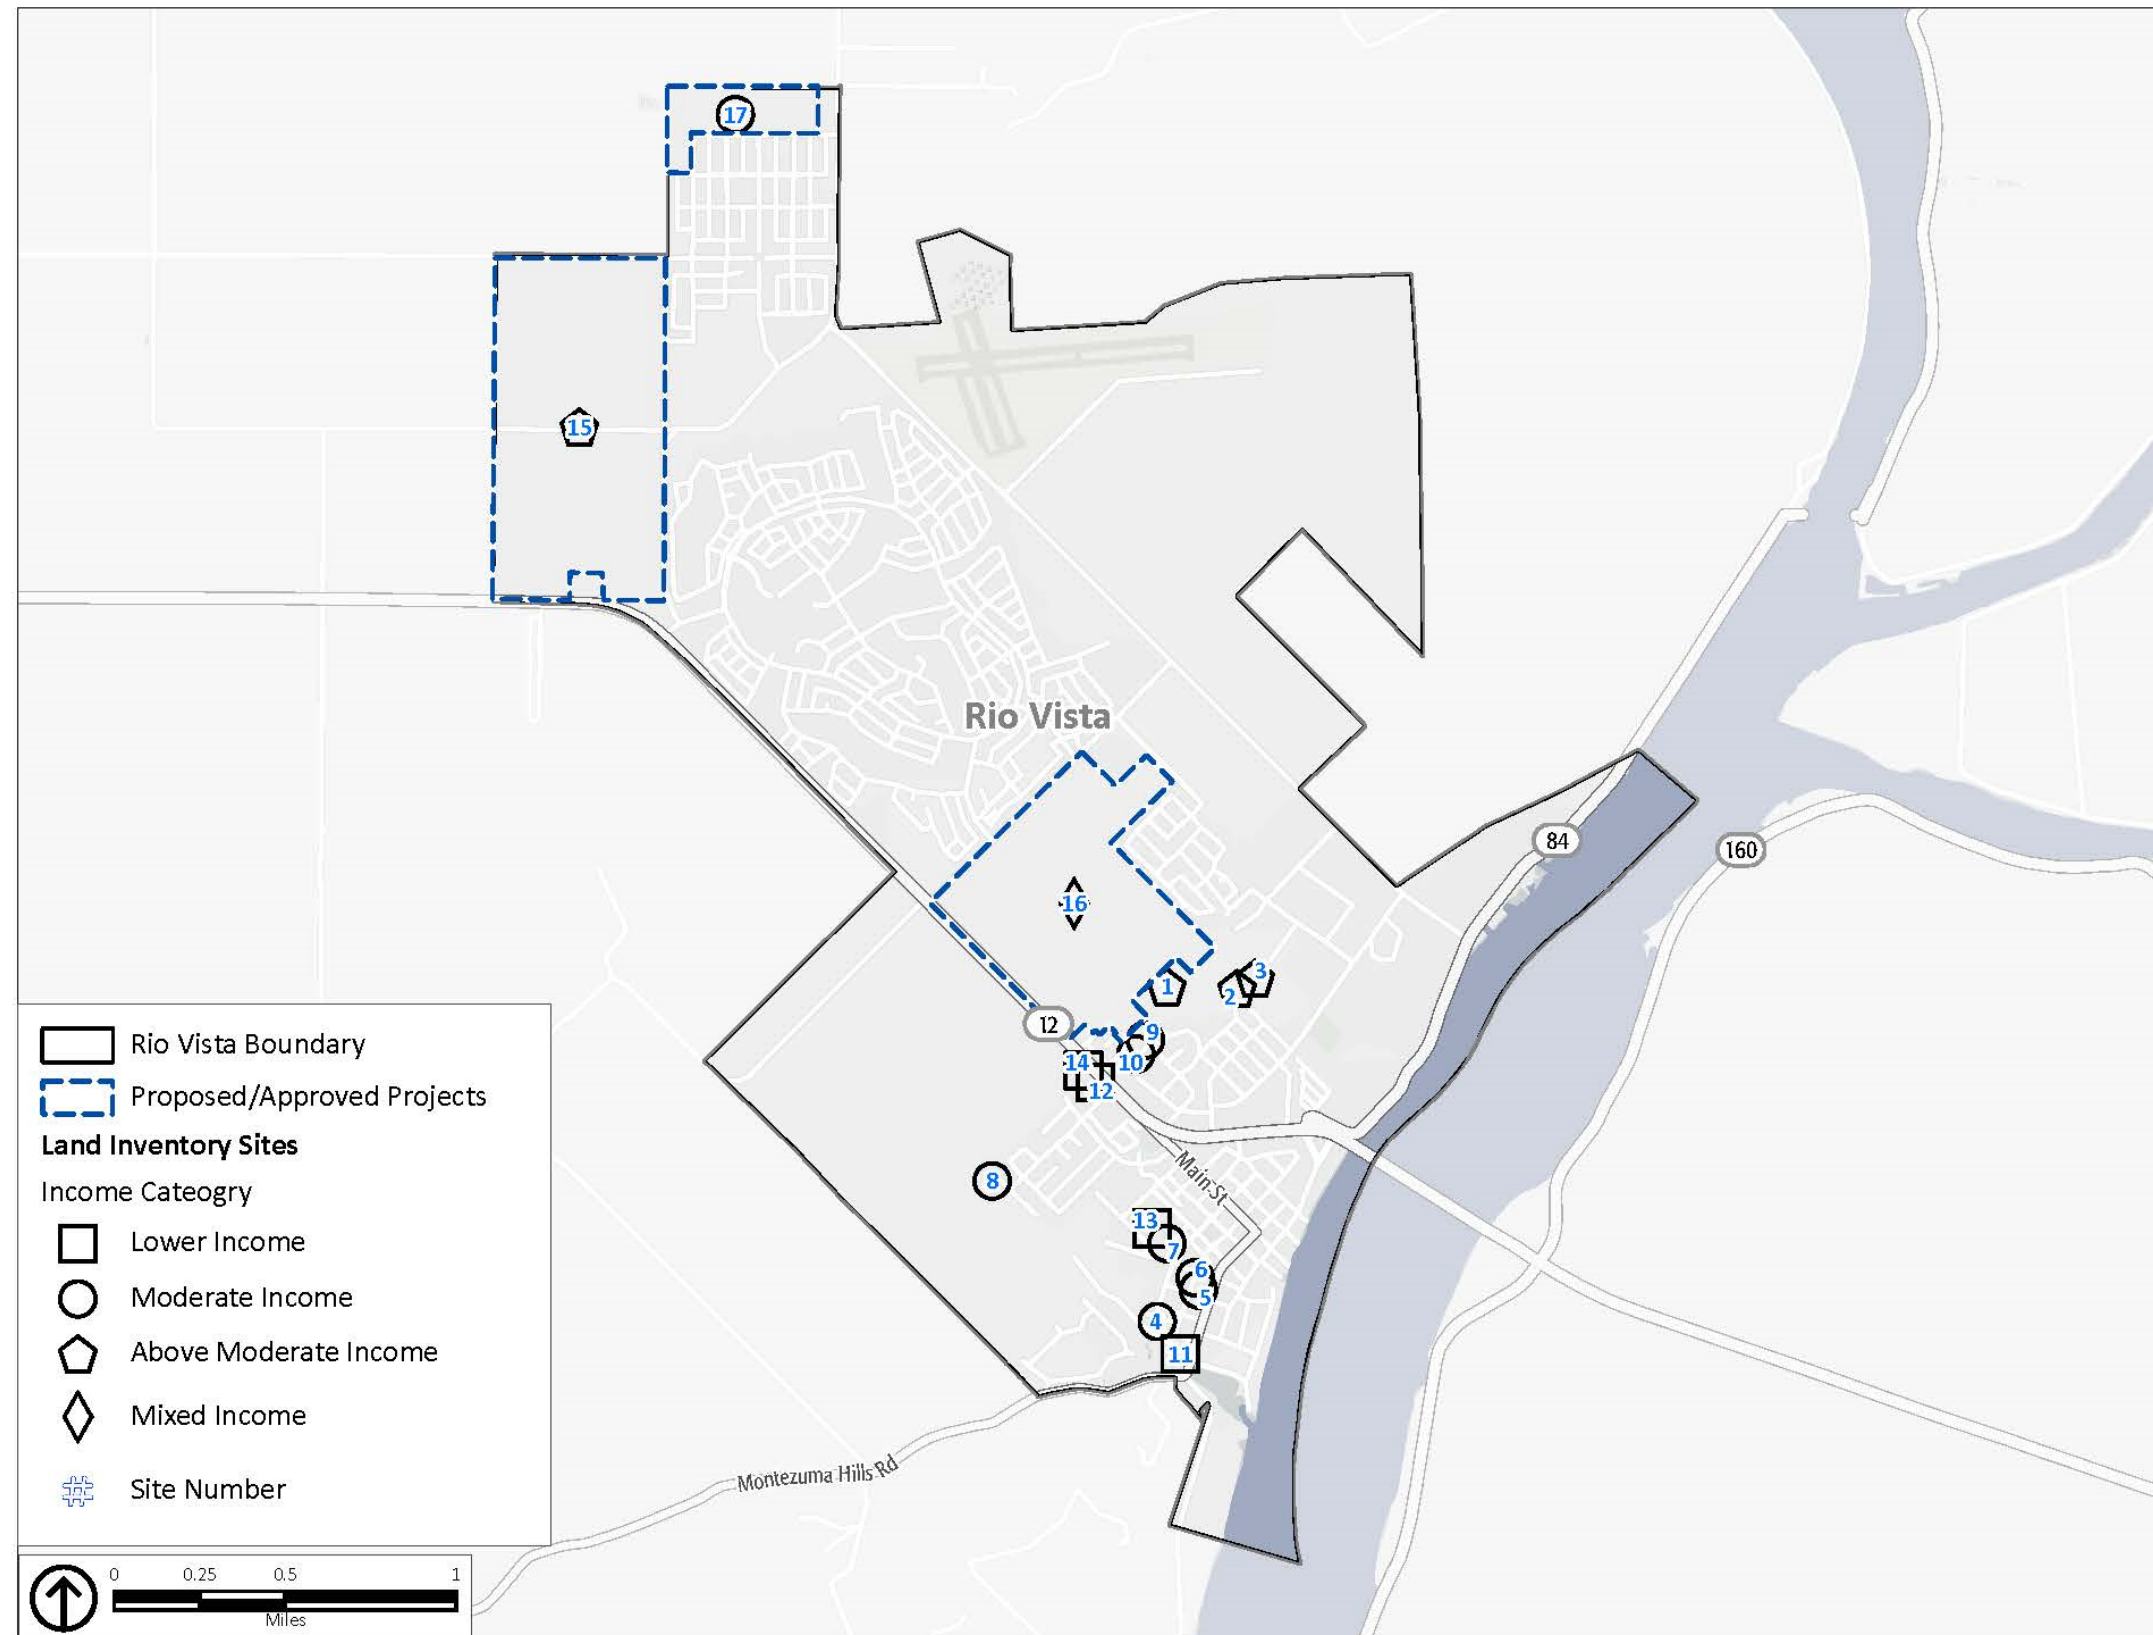 17
15
Rio Vista
84
160
16
3
1
2
12
9
14
10
12
Main St
8
13
7
6
5
4
11
Montezuma Hills Rd
Rio Vista Boundary
Proposed/Approved Projects
Land Inventory Sites
Income Cateogry
Lower Income
Moderate Income
Above Moderate Income
Mixed Income
# Site Number
0 0.25 0.5 1
Miles